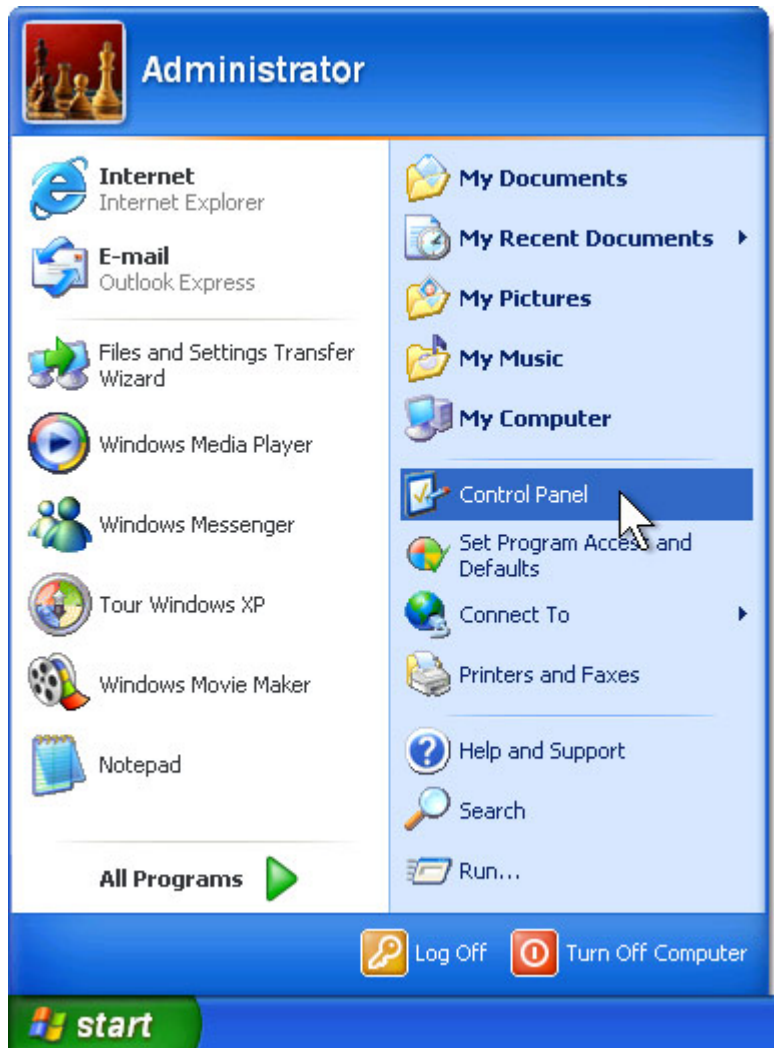 Administrator
Internet
Internet Explorer
E-mail
Outlook Express
Files and Settings Transfer
Wizard
Windows Media Player
Windows Messenger
Tour Windows XP
Windows Movie Maker
Notepad
All Programs
My Documents
My Recent Documents
My Pictures
My Music
My Computer
Control Panel
Set Program Access and
Defaults
Connect To
Printers and Faxes
Help and Support
Search
Run...
Log Off
Turn Off Computer
start